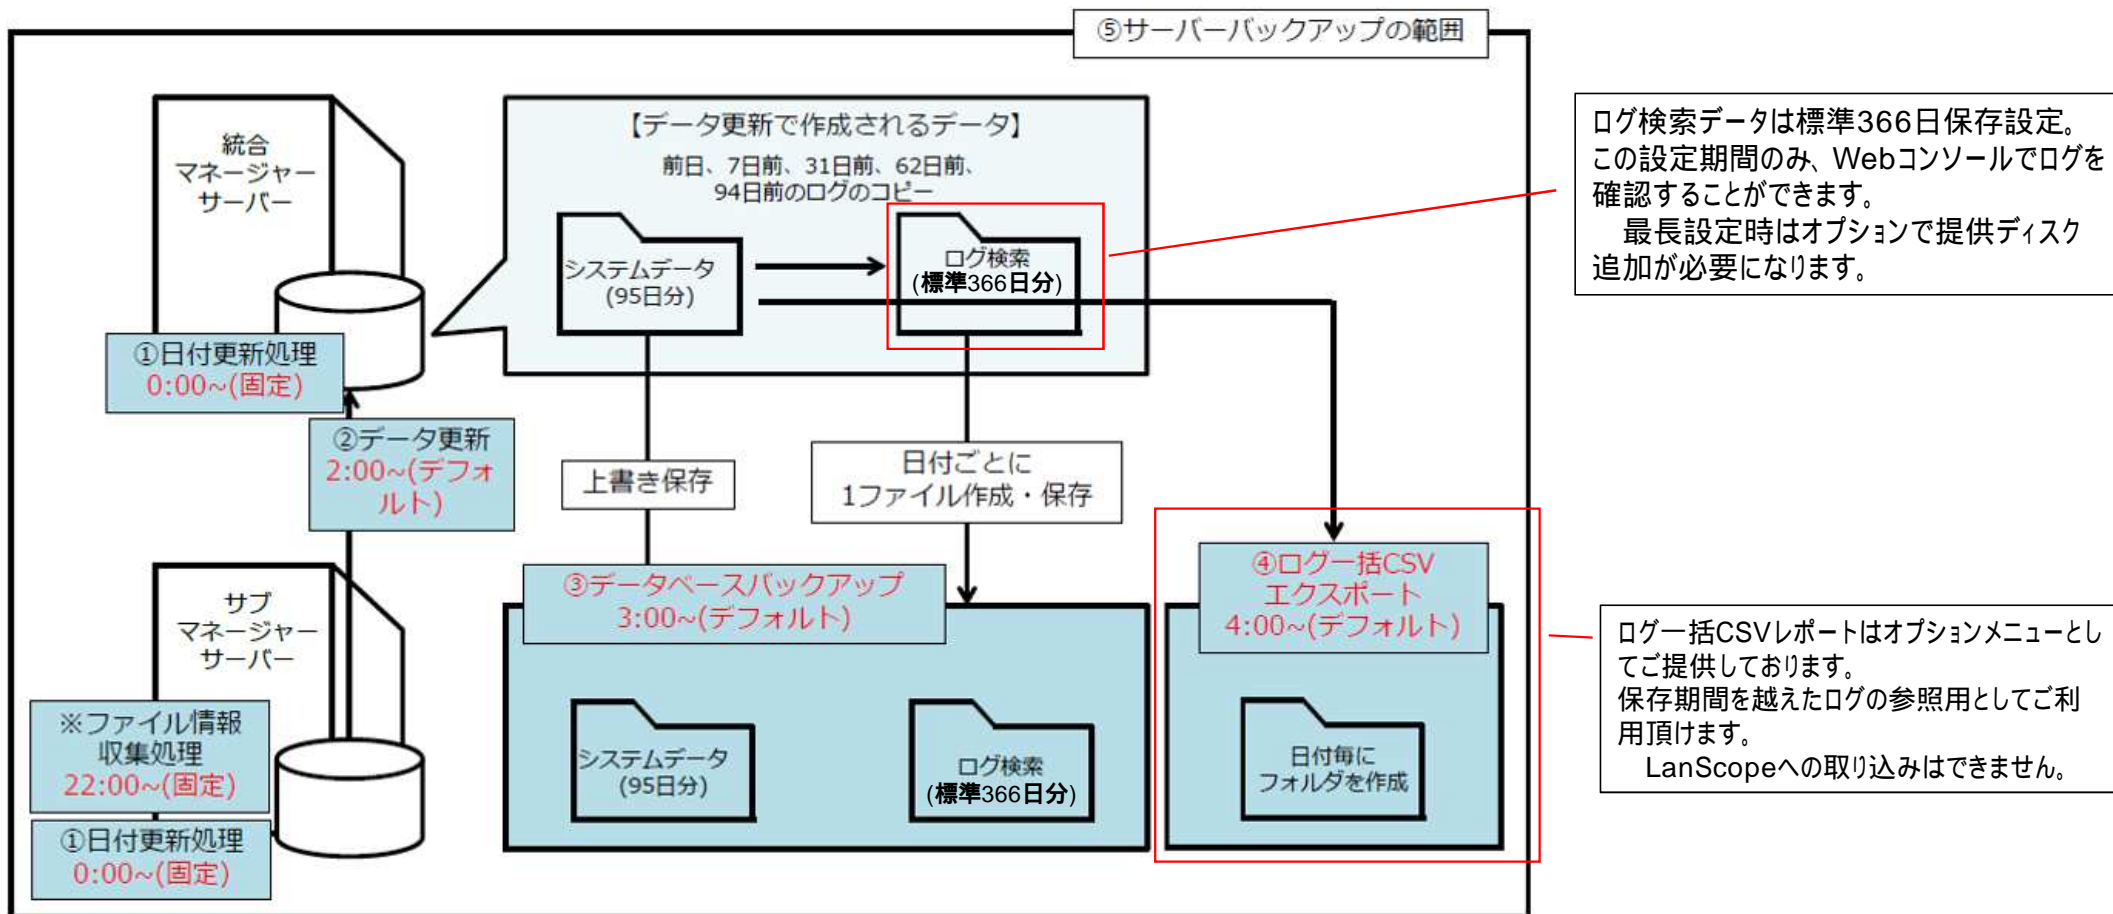 ⑤サーバーバックアップの範囲
統合
マネージャー
サーバー
【データ更新で作成されるデータ】
前日、7日前、31日前、62日前、
94日前のログのコピー
システムデータ
(95日分)
ログ検索
(標準366日分)
ログ検索データは標準366日保存設定。
この設定期間のみ、Webコンソールでログを
確認することができます。
最長設定時はオプションで提供ディスク
追加が必要になります。
①日付更新処理
0:00~(固定)
②データ更新
2:00~(デフォ
ルト)
上書き保存
日付ごとに
1ファイル作成・保存
サブ
マネージャー
サーバー
※ファイル情報
収集処理
22:00~(固定)
①日付更新処理
0:00~(固定)
③データベースバックアップ
3:00~(デフォルト)
システムデータ
(95日分)
ログ検索
(標準366日分)
④ログ一括CSV
エクスポート
4:00~(デフォルト)
日付毎に
フォルダを作成
ログ一括CSVレポートはオプションメニューとし
てご提供しております。
保存期間を越えたログの参照用としてご利
用頂けます。
LanScopeへの取り込みはできません。